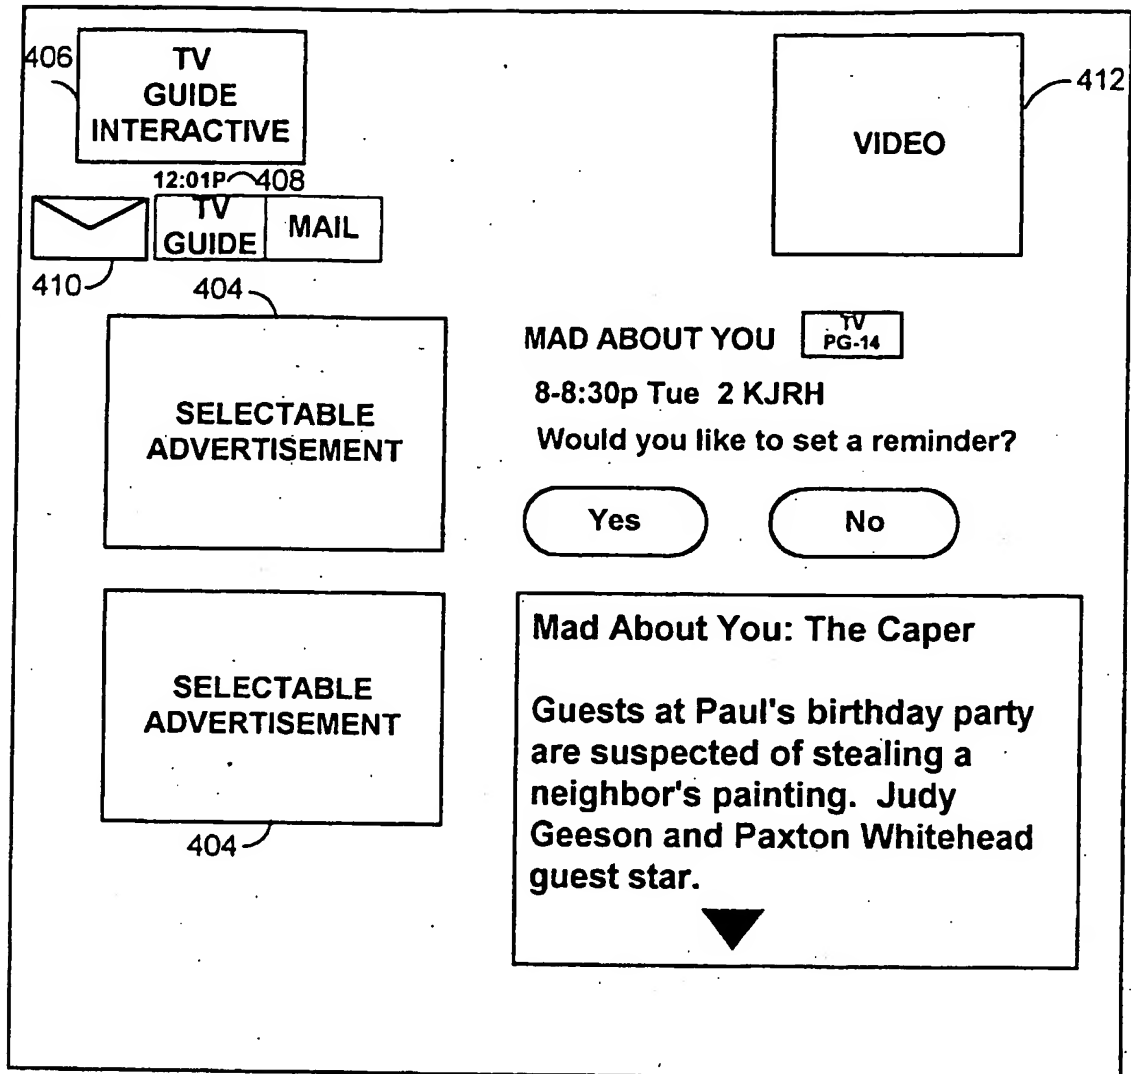 406
TV
GUIDE
INTERACTIVE
12:01P 408
TV
GUIDE
MAIL
410
VIDEO
412
404
SELECTABLE
ADVERTISEMENT
SELECTABLE
ADVERTISEMENT
404
MAD ABOUT YOU
TV
PG-14
8-8:30p Tue 2 KJRH
Would you like to set a reminder?
Yes
No
Mad About You: The Caper
Guests at Paul's birthday party
are suspected of stealing a
neighbor's painting. Judy
Geeson and Paxton Whitehead
guest star.